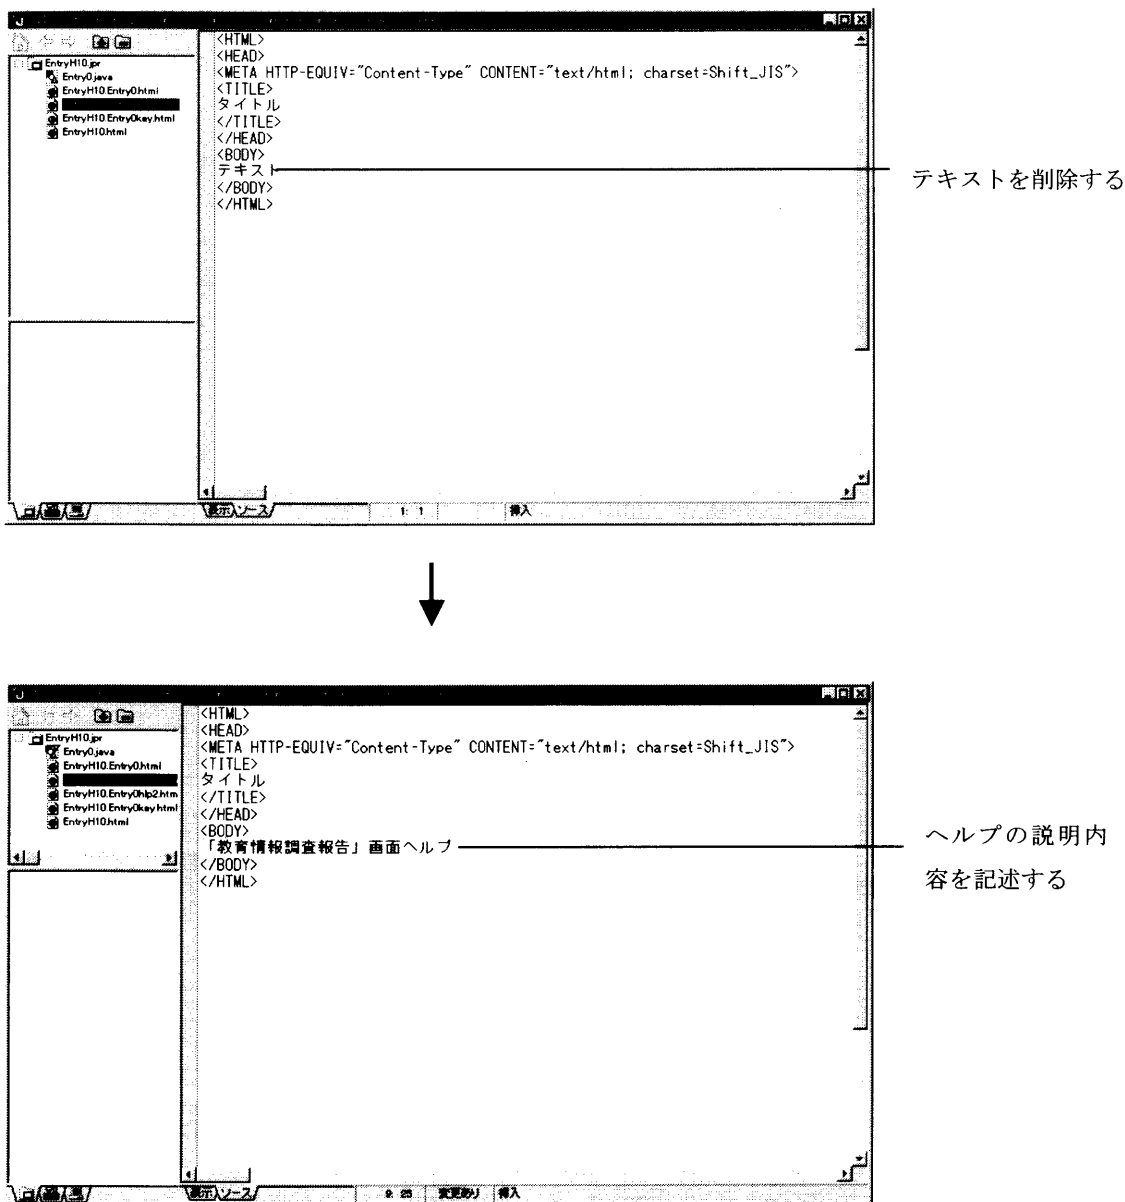 EntryH10.jpr
Entry0.java
EntryH10.Entry0.html
EntryH10.Entry0key.html
EntryH10.html
<HTML>
<HEAD>
<META HTTP-EQUIV="Content-Type" CONTENT="text/html; charset=Shift_JIS">
<TITLE>
タイトル
</TITLE>
</HEAD>
<BODY>
テキスト
</BODY>
</HTML>
テキストを削除する
表示 ソース 1: 1 挿入
EntryH10.jpr
Entry0.java
EntryH10.Entry0.html
EntryH10.Entry0hlp2.htm
EntryH10.Entry0key.html
EntryH10.html
<HTML>
<HEAD>
<META HTTP-EQUIV="Content-Type" CONTENT="text/html; charset=Shift_JIS">
<TITLE>
タイトル
</TITLE>
</HEAD>
<BODY>
「教育情報調査報告」画面ヘルプ
</BODY>
</HTML>
ヘルプの説明内
容を記述する
表示 ソース 9: 25 変更あり 挿入